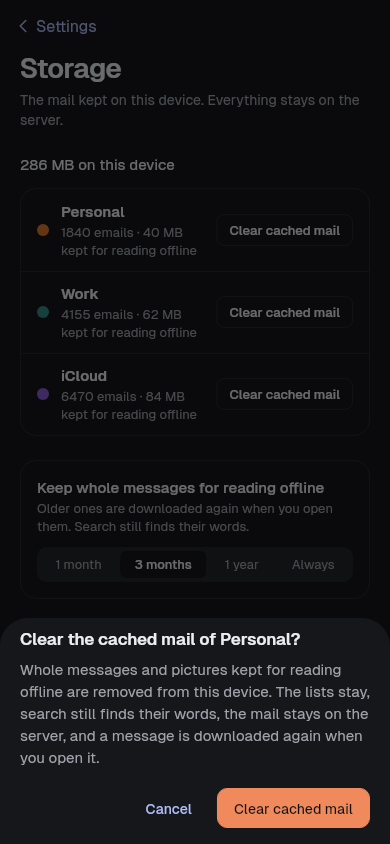 Settings
Storage
The mail kept on this device. Everything stays on the
server.
286 MB on this device
Personal
1840 emails · 40 MB
kept for reading offline
Clear cached mail
Work
4155 emails · 62 MB
kept for reading offline
Clear cached mail
iCloud
6470 emails · 84 MB
kept for reading offline
Clear cached mail
Keep whole messages for reading offline
Older ones are downloaded again when you open
them. Search still finds their words.
1 month 3 months 1 year Always
Clear the cached mail of Personal?
Whole messages and pictures kept for reading
offline are removed from this device. The lists stay,
search still finds their words, the mail stays on the
server, and a message is downloaded again when
you open it.
Cancel Clear cached mail